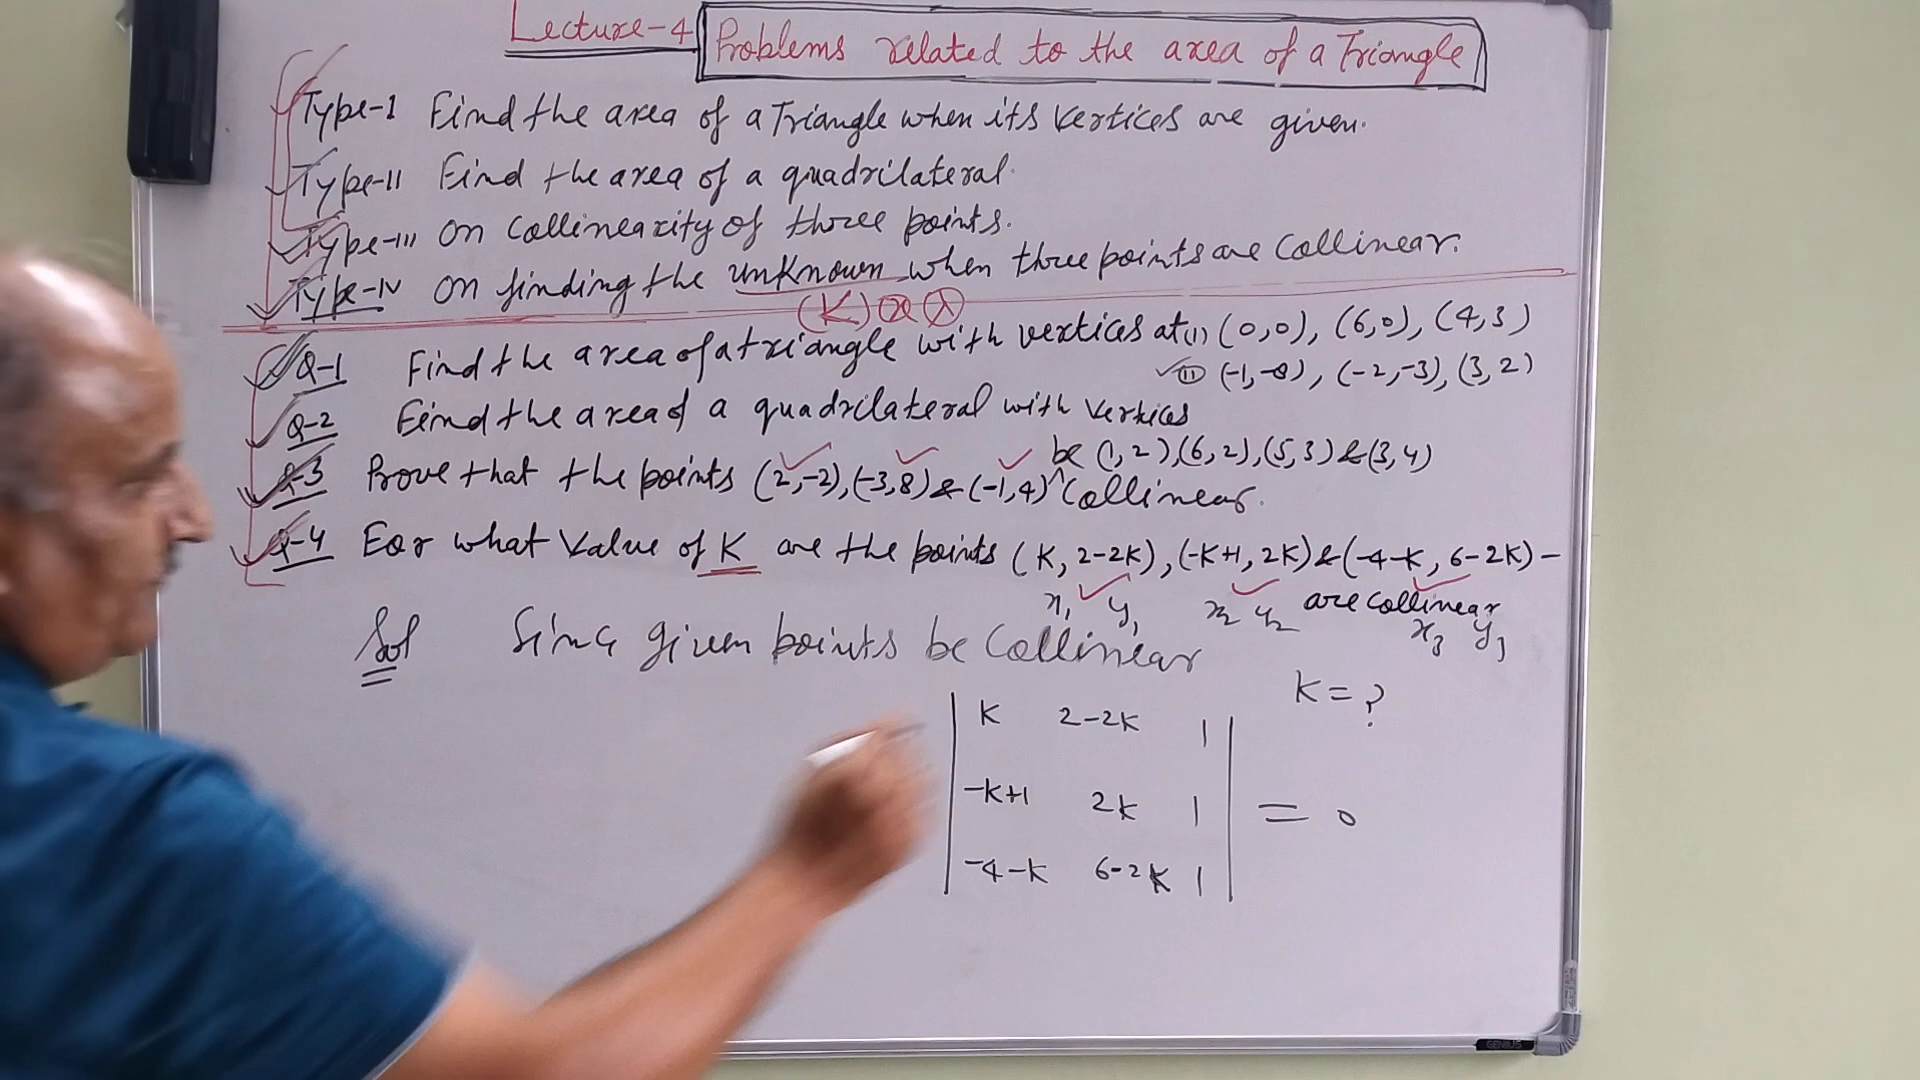 Lecture-4 Problems related to the area of a Triangle
Type-I Find the area of a Triangle when its vertices are given.
Type-II Find the area of a quadrilateral.
Type-III On Collinearity of three points.
Type-IV On finding the unknown when three points are Collinear.
(K) x λ
Q-1 Find the area of a triangle with vertices at (i) (0,0), (6,0), (4,3)
(ii) (-1,-8), (-2,-3), (3,2)
Q-2 Find the area of a quadrilateral with vertices
be (1,2),(6,2),(5,3) & (3,4)
Q-3 Prove that the points (2,-2),(-3,8) & (-1,4) ^ Collinear.
Q-4 For what value of K are the points (K, 2-2K), (-K+1, 2K) & (-4-K, 6-2K) -
are collinear
x₁ y₁ x₂ y₂ x₃ y₃
Sol Since given points be Collinear
K = ?
K 2-2K 1
-K+1 2K 1 = 0
-4-K 6-2K 1
GENIUS